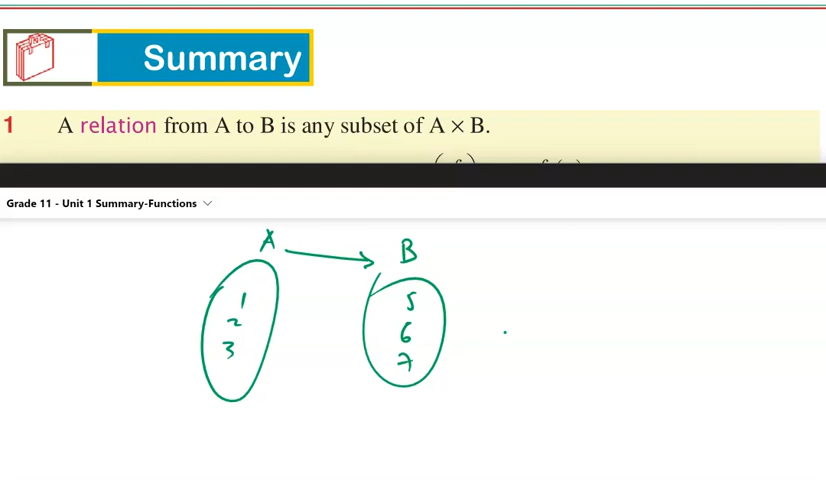 Summary
1 A relation from A to B is any subset of A × B.
Grade 11 - Unit 1 Summary-Functions
A B
1 5
2 6
3 7